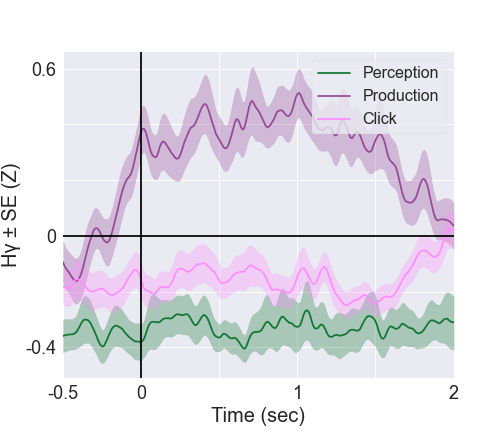 Perception
Production
Click
0.6
0
-0.4
Hγ ± SE (Z)
-0.5
0
1
2
Time (sec)